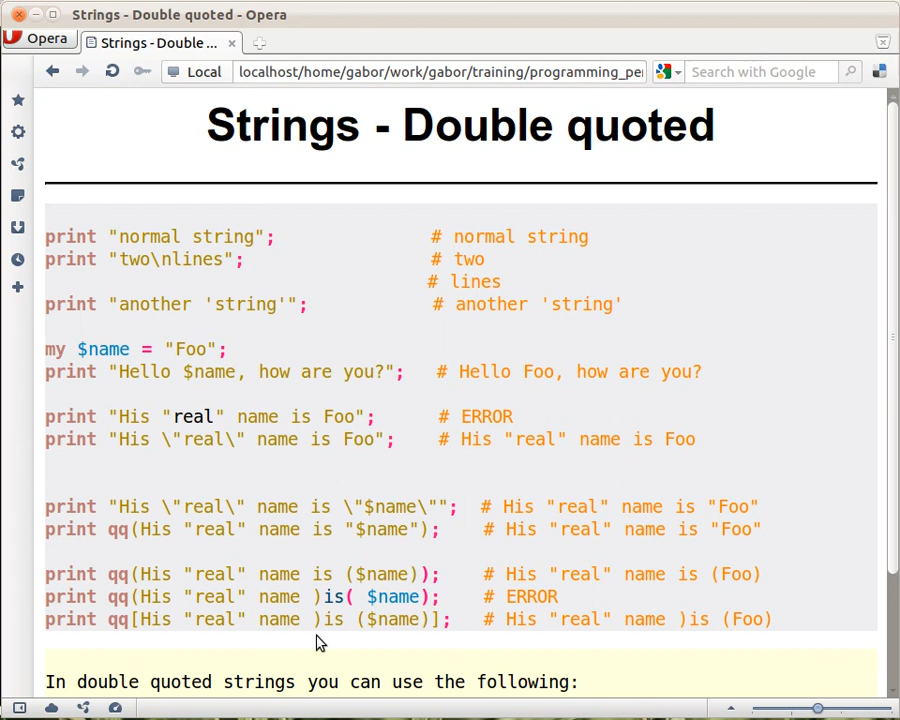 Strings - Double quoted - Opera
Opera
Strings - Double ...
Local
localhost/home/gabor/work/gabor/training/programming_per
Search with Google
Strings - Double quoted
print "normal string"; # normal string
print "two\nlines"; # two
# lines
print "another 'string'"; # another 'string'
my $name = "Foo";
print "Hello $name, how are you?"; # Hello Foo, how are you?
print "His "real" name is Foo"; # ERROR
print "His \"real\" name is Foo"; # His "real" name is Foo
print "His \"real\" name is \"$name\""; # His "real" name is "Foo"
print qq(His "real" name is "$name"); # His "real" name is "Foo"
print qq(His "real" name is ($name)); # His "real" name is (Foo)
print qq(His "real" name )is( $name); # ERROR
print qq[His "real" name )is ($name)]; # His "real" name )is (Foo)
In double quoted strings you can use the following: